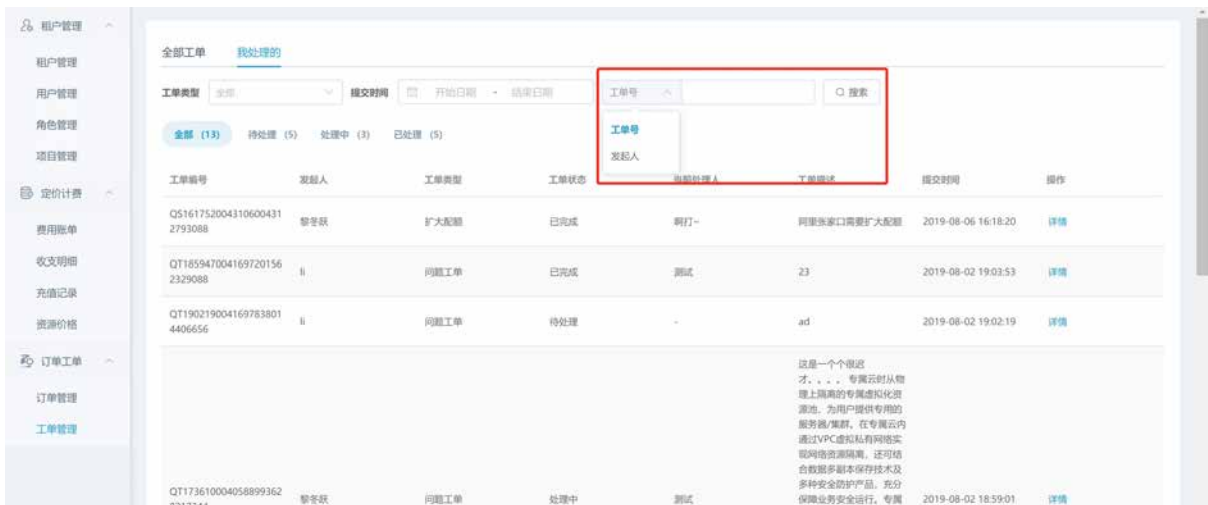 租户管理
租户管理
用户管理
角色管理
项目管理
定价计费
费用账单
收支明细
充值记录
资源价格
订单工单
订单管理
工单管理
全部工单 我处理的
工单类型 全部 提交时间 开始日期 - 结束日期 工单号 搜索
工单号
发起人
全部 (13) 待处理 (5) 处理中 (3) 已处理 (5)
工单编号 发起人 工单类型 工单状态 当前处理人 工单描述 提交时间 操作
QS161752004310600431
2793088 黎冬跃 扩大配额 已完成 啊打~ 阿里张家口需要扩大配额 2019-08-06 16:18:20 详情
QT185947004169720156
2329088 li 问题工单 已完成 测试 23 2019-08-02 19:03:53 详情
QT190219004169783801
4406656 li 问题工单 待处理 - ad 2019-08-02 19:02:19 详情
这是一个个很迟
才。。。。专属云时从物
理上隔离的专属虚拟化资
源池，为用户提供专用的
服务器/集群。在专属云内
通过VPC虚拟私有网络实
现网络资源隔离，还可结
合数据多副本保存技术及
多种安全防护产品，充分
保障业务安全运行。专属
QT173610004058899362 黎冬跃 问题工单 处理中 测试 2019-08-02 18:59:01 详情